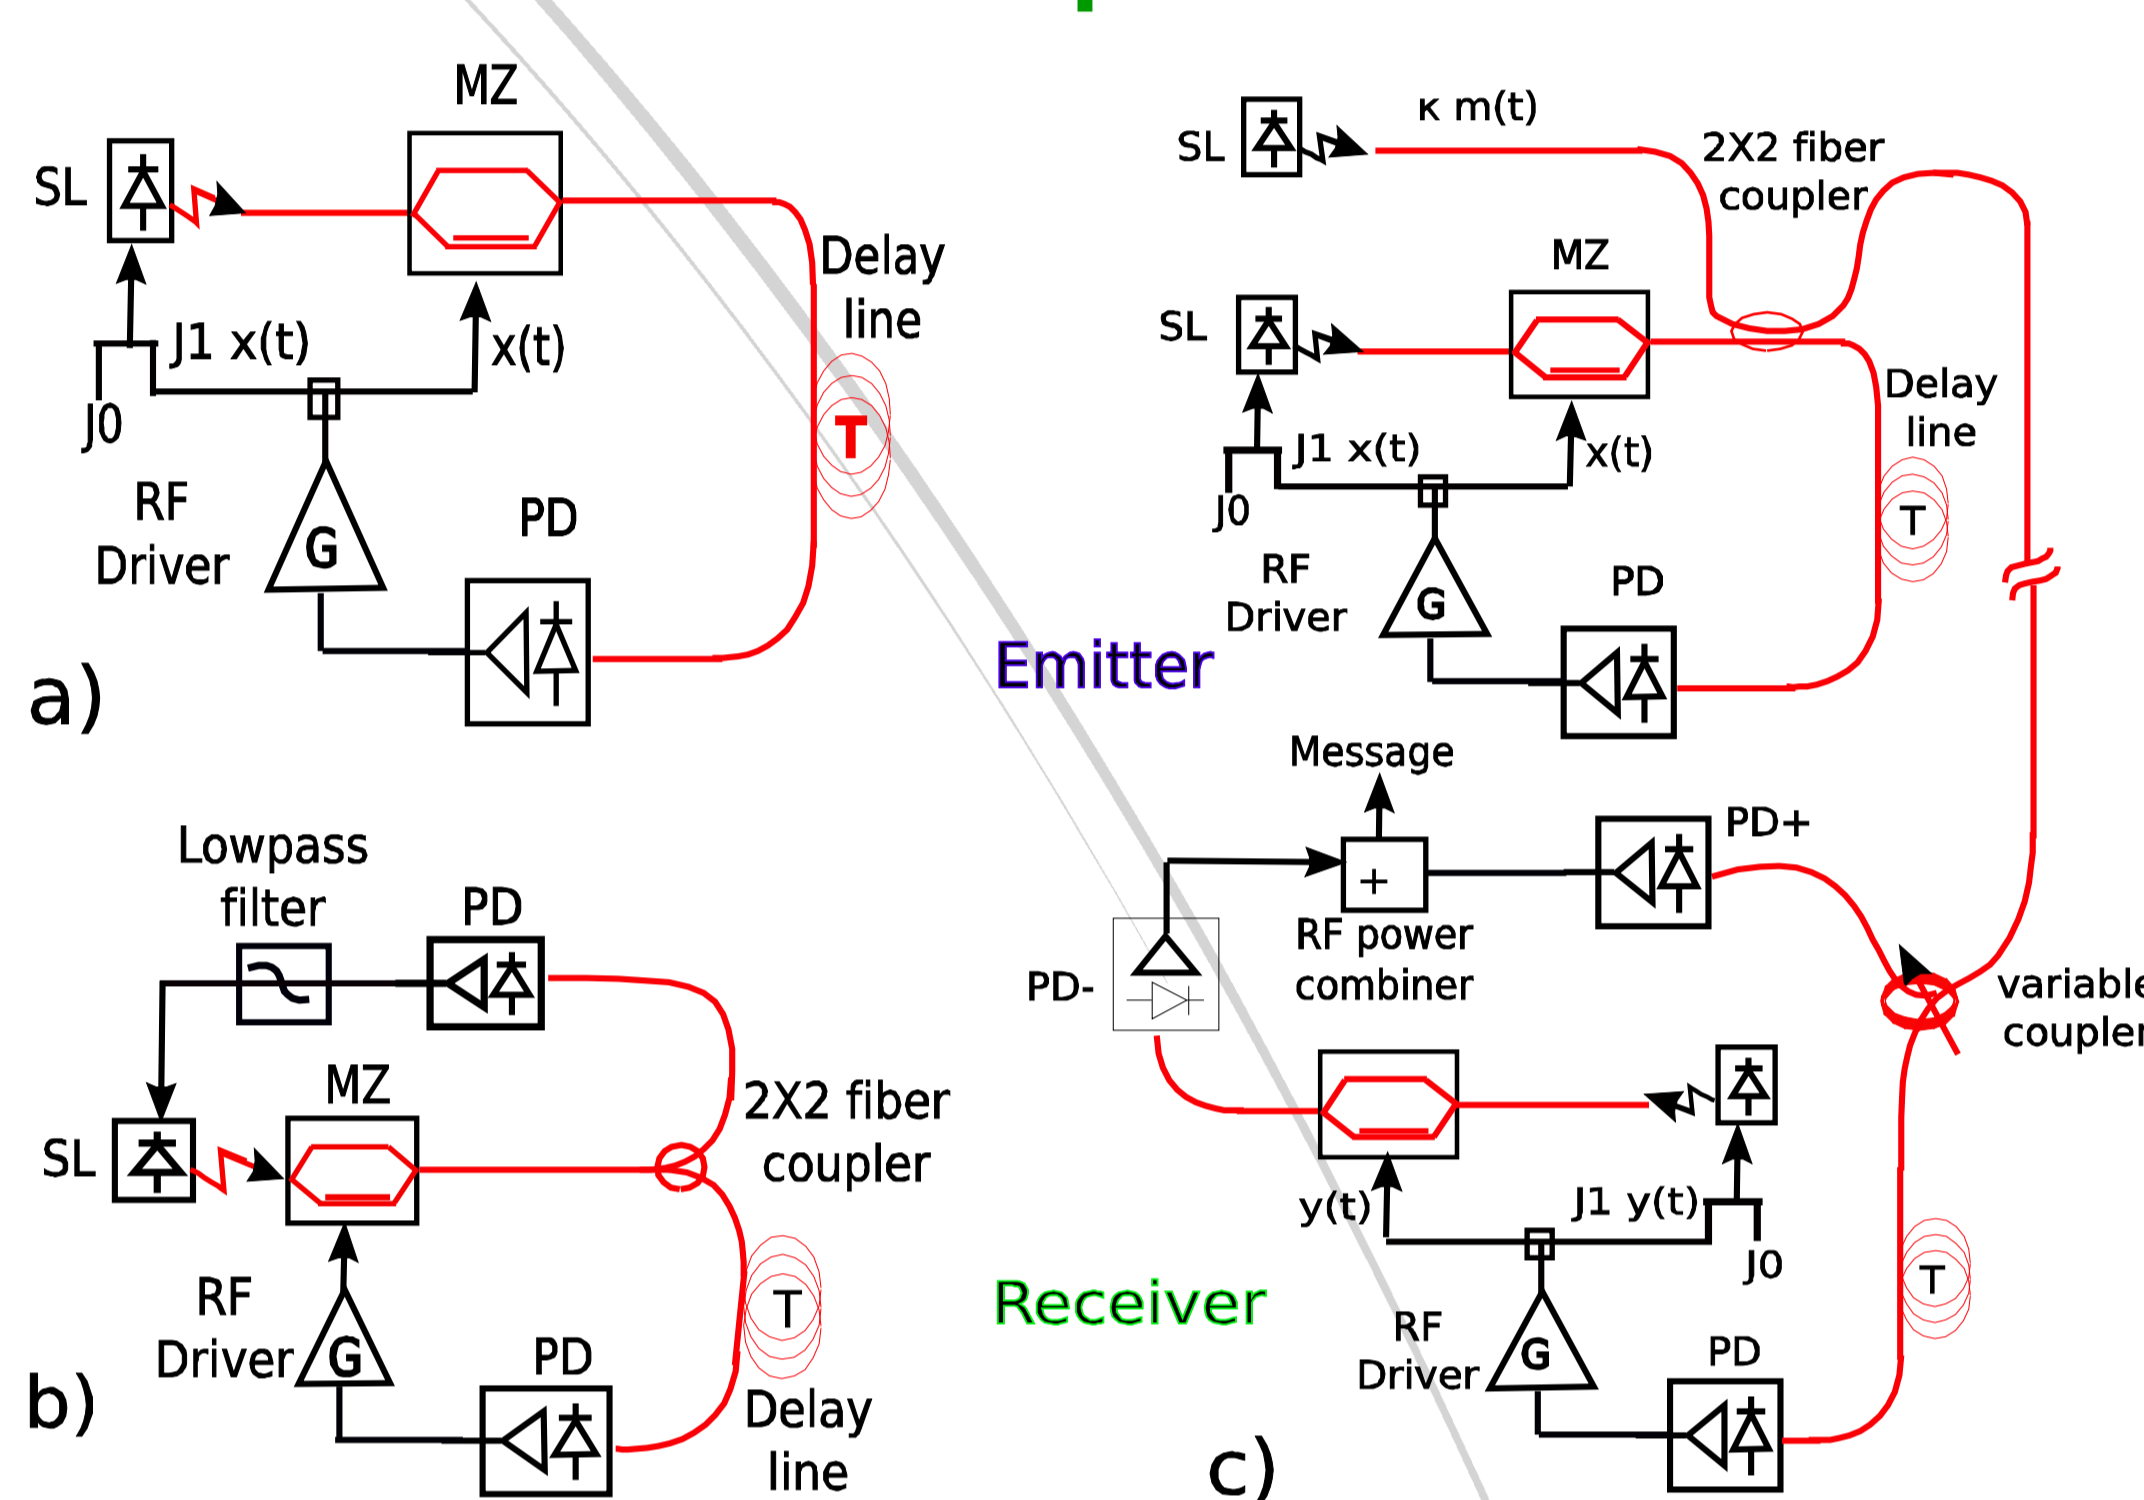 MZ
SL
Delay
line
J1 x(t)
x(t)
J0
T
RF
Driver
G
PD
a)
Lowpass
filter
PD
MZ
2X2 fiber
coupler
SL
RF
Driver
G
T
PD
Delay
line
b)
κ m(t)
SL
2X2 fiber
coupler
MZ
SL
Delay
line
J1 x(t)
x(t)
J0
T
RF
Driver
G
PD
Emitter
Message
PD+
+
RF power
combiner
PD-
variable
coupler
y(t)
J1 y(t)
J0
Receiver
T
RF
Driver
G
PD
c)